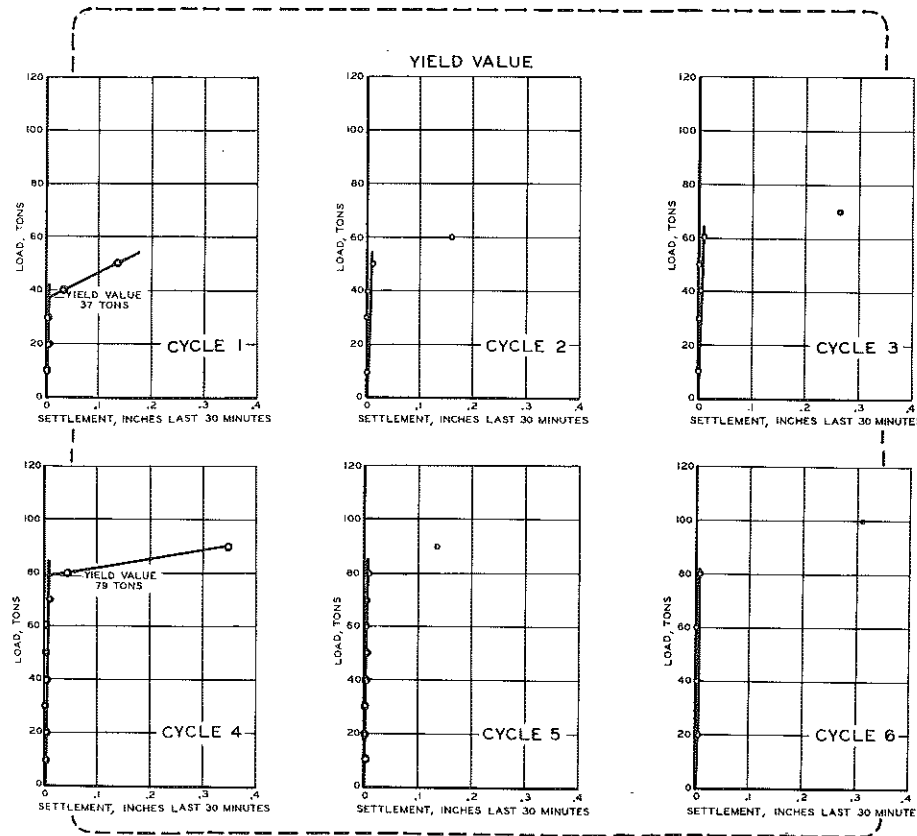 YIELD VALUE
120
100
80
60
40
20
0
LOAD, TONS
YIELD VALUE
37 TONS
CYCLE 1
0 .1 .2 .3 .4
SETTLEMENT, INCHES LAST 30 MINUTES
120
100
80
60
40
20
0
LOAD, TONS
CYCLE 2
0 .1 .2 .3 .4
SETTLEMENT, INCHES LAST 30 MINUTES
120
100
80
60
40
20
0
LOAD, TONS
CYCLE 3
0 .1 .2 .3 .4
SETTLEMENT, INCHES LAST 30 MINUTES
120
100
80
60
40
20
0
LOAD, TONS
YIELD VALUE
79 TONS
CYCLE 4
0 .1 .2 .3 .4
SETTLEMENT, INCHES LAST 30 MINUTES
120
100
80
60
40
20
0
LOAD, TONS
CYCLE 5
0 .1 .2 .3 .4
SETTLEMENT, INCHES LAST 30 MINUTES
120
100
80
60
40
20
0
LOAD, TONS
CYCLE 6
0 .1 .2 .3 .4
SETTLEMENT, INCHES LAST 30 MINUTES